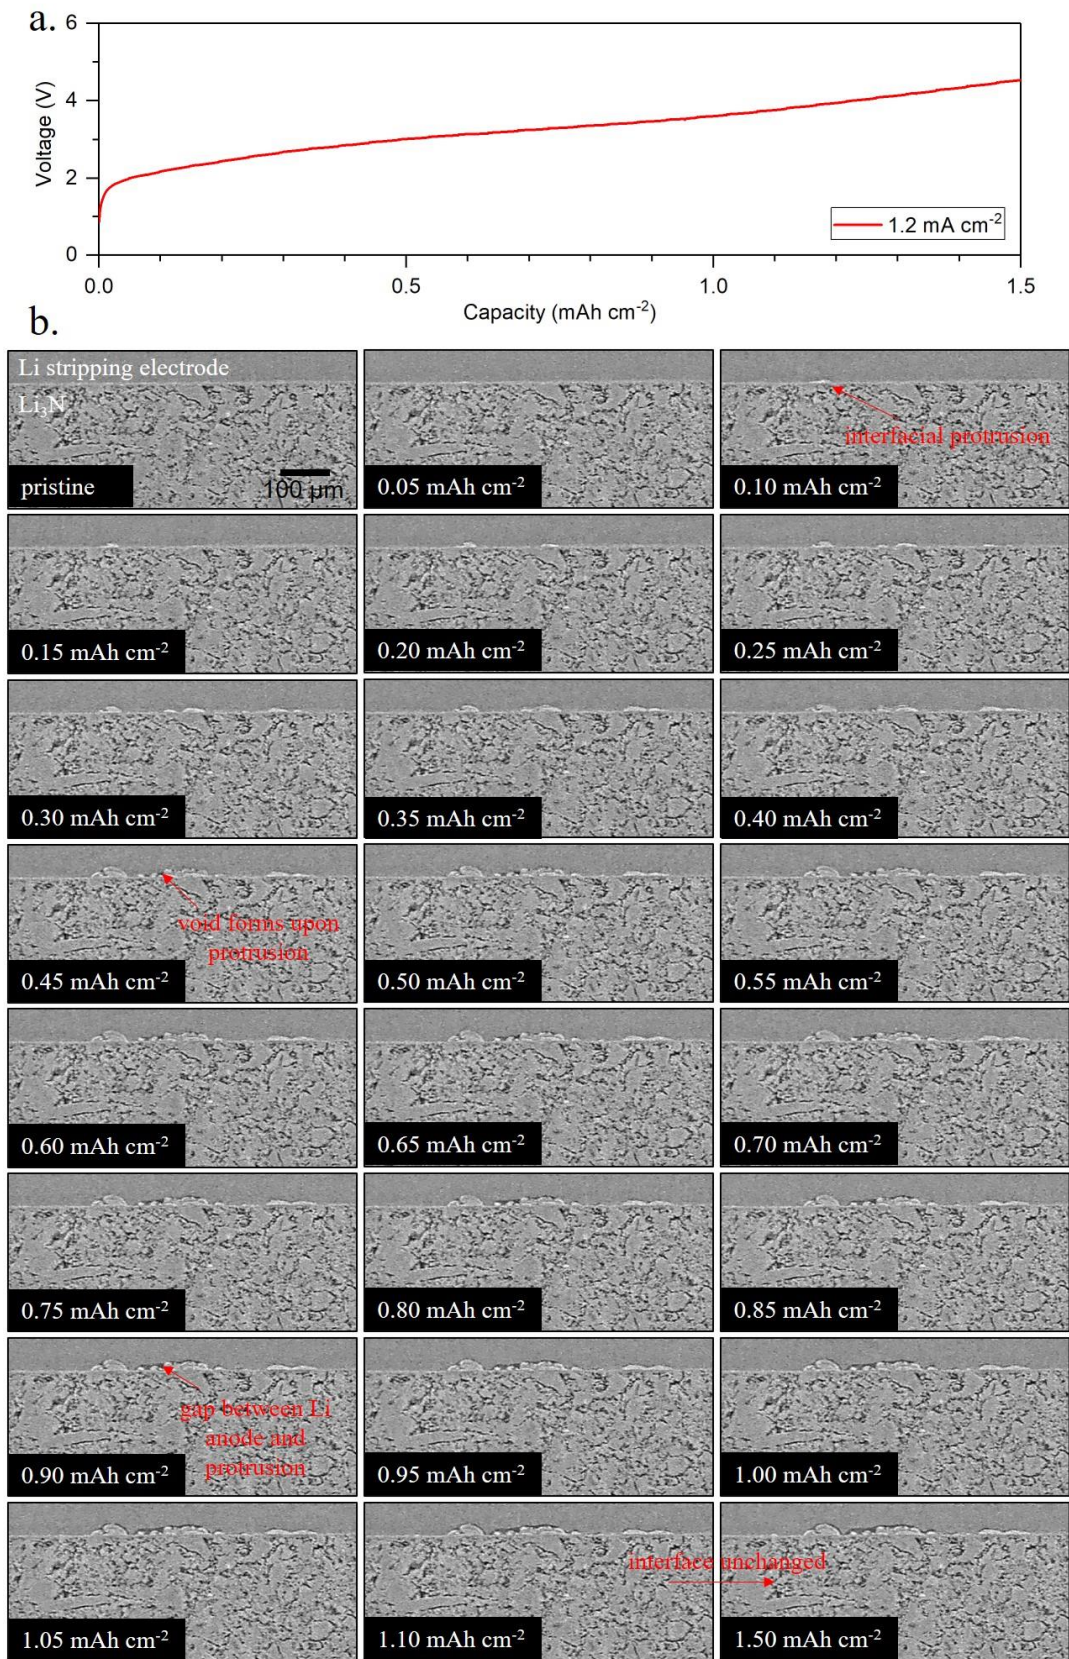 a.
6
4
2
0
Voltage (V)
1.2 mA cm⁻²
0.0
0.5
1.0
1.5
Capacity (mAh cm⁻²)
b.
Li stripping electrode
Li₃N
pristine
100 µm
0.05 mAh cm⁻²
interfacial protrusion
0.10 mAh cm⁻²
0.15 mAh cm⁻²
0.20 mAh cm⁻²
0.25 mAh cm⁻²
0.30 mAh cm⁻²
0.35 mAh cm⁻²
0.40 mAh cm⁻²
void forms upon
protrusion
0.45 mAh cm⁻²
0.50 mAh cm⁻²
0.55 mAh cm⁻²
0.60 mAh cm⁻²
0.65 mAh cm⁻²
0.70 mAh cm⁻²
0.75 mAh cm⁻²
0.80 mAh cm⁻²
0.85 mAh cm⁻²
gap between Li
anode and
protrusion
0.90 mAh cm⁻²
0.95 mAh cm⁻²
1.00 mAh cm⁻²
1.05 mAh cm⁻²
interface unchanged
1.10 mAh cm⁻²
1.50 mAh cm⁻²